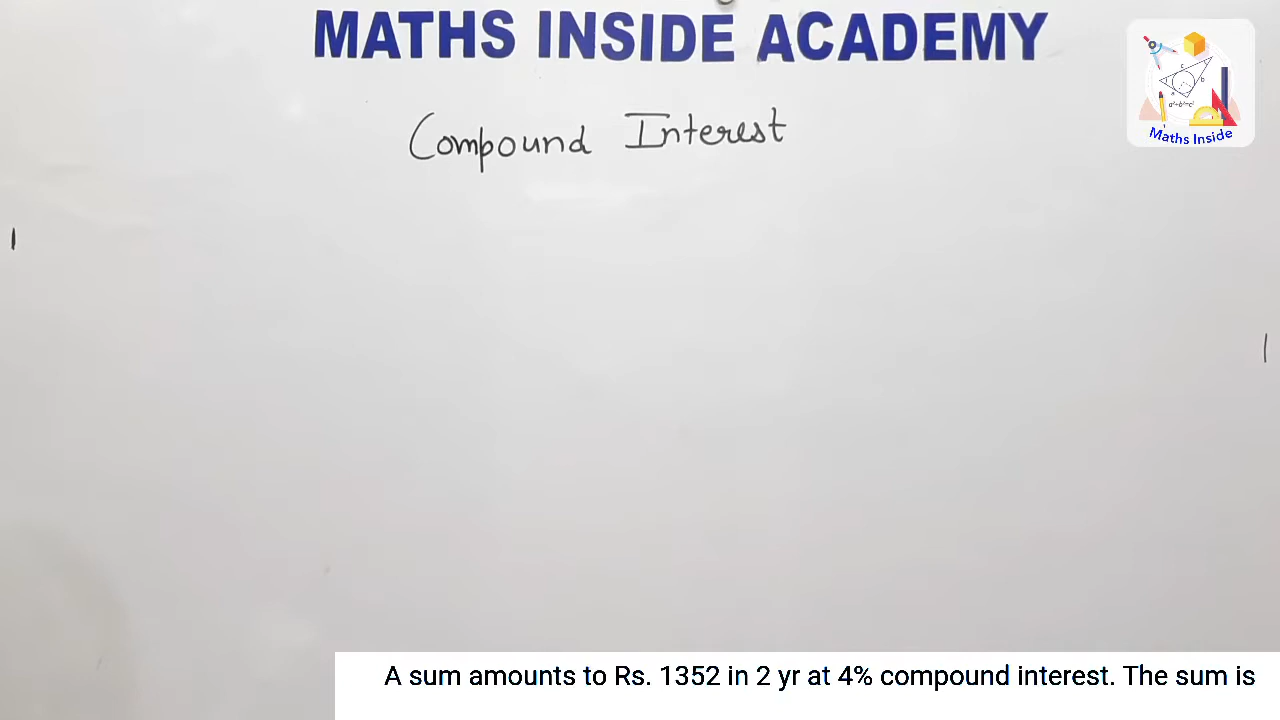 MATHS INSIDE ACADEMY
Compound Interest
Maths Inside
A sum amounts to Rs. 1352 in 2 yr at 4% compound interest. The sum is